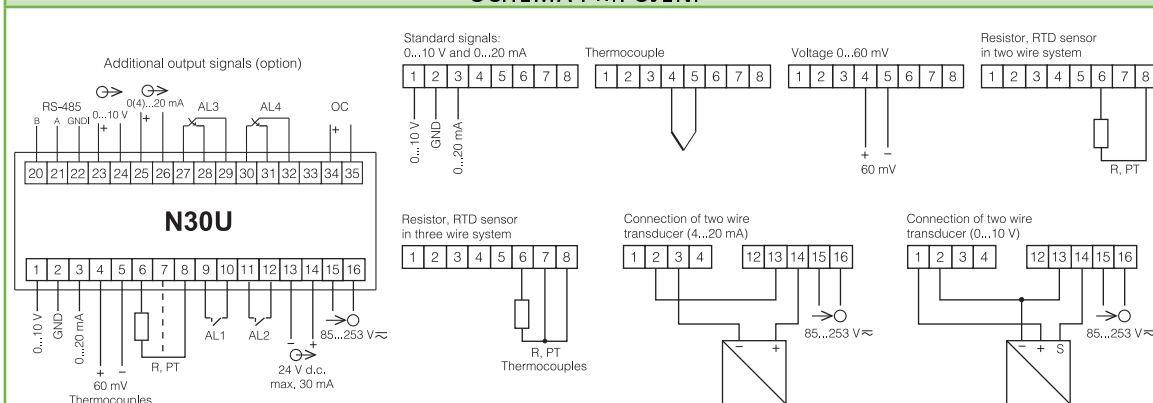 Additional output signals (option)
RS-485
B A GNDI
0...10 V
+
0(4)...20 mA
+
AL3
AL4
OC
+
20 21 22 23 24 25 26 27 28 29 30 31 32 33 34 35
N30U
1 2 3 4 5 6 7 8 9 10 11 12 13 14 15 16
0...10 V
GND
0...20 mA
+ −
60 mV
Thermocouples
R, PT
AL1
AL2
− +
24 V d.c.
max. 30 mA
85...253 V
Standard signals:
0...10 V and 0...20 mA
1 2 3 4 5 6 7 8
0...10 V
GND
0...20 mA
Thermocouple
1 2 3 4 5 6 7 8
Voltage 0...60 mV
1 2 3 4 5 6 7 8
+ −
60 mV
Resistor, RTD sensor
in two wire system
1 2 3 4 5 6 7 8
R, PT
Resistor, RTD sensor
in three wire system
1 2 3 4 5 6 7 8
R, PT
Thermocouples
Connection of two wire
transducer (4...20 mA)
1 2 3 4
12 13 14 15 16
85...253 V
− +
Connection of two wire
transducer (0...10 V)
1 2 3 4
12 13 14 15 16
85...253 V
− + S